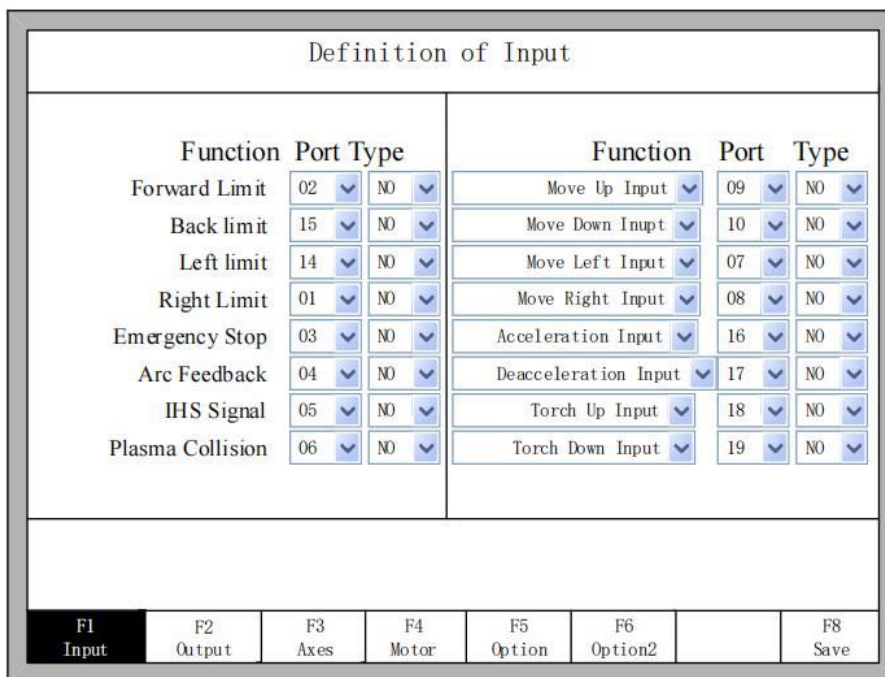 Definition of Input
Function Port Type
Forward Limit 02 NO
Back limit 15 NO
Left limit 14 NO
Right Limit 01 NO
Emergency Stop 03 NO
Arc Feedback 04 NO
IHS Signal 05 NO
Plasma Collision 06 NO
Function Port Type
Move Up Input 09 NO
Move Down Inupt 10 NO
Move Left Input 07 NO
Move Right Input 08 NO
Acceleration Input 16 NO
Deacceleration Input 17 NO
Torch Up Input 18 NO
Torch Down Input 19 NO
F1 F2 F3 F4 F5 F6 F8
Input Output Axes Motor Option Option2 Save